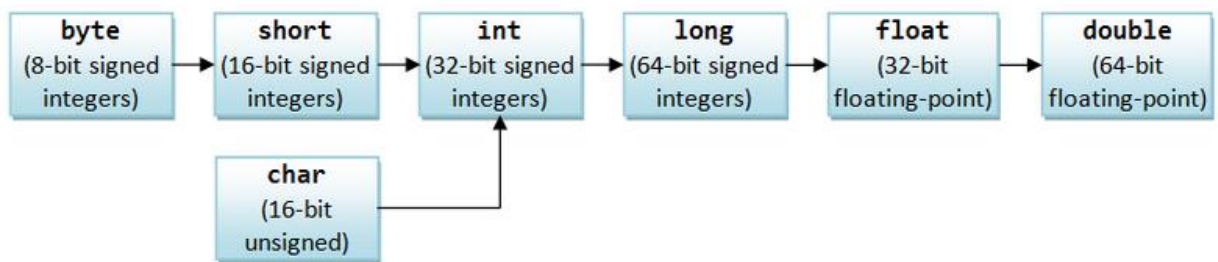 byte
(8-bit signed
integers)
short
(16-bit signed
integers)
int
(32-bit signed
integers)
long
(64-bit signed
integers)
float
(32-bit
floating-point)
double
(64-bit
floating-point)
char
(16-bit
unsigned)